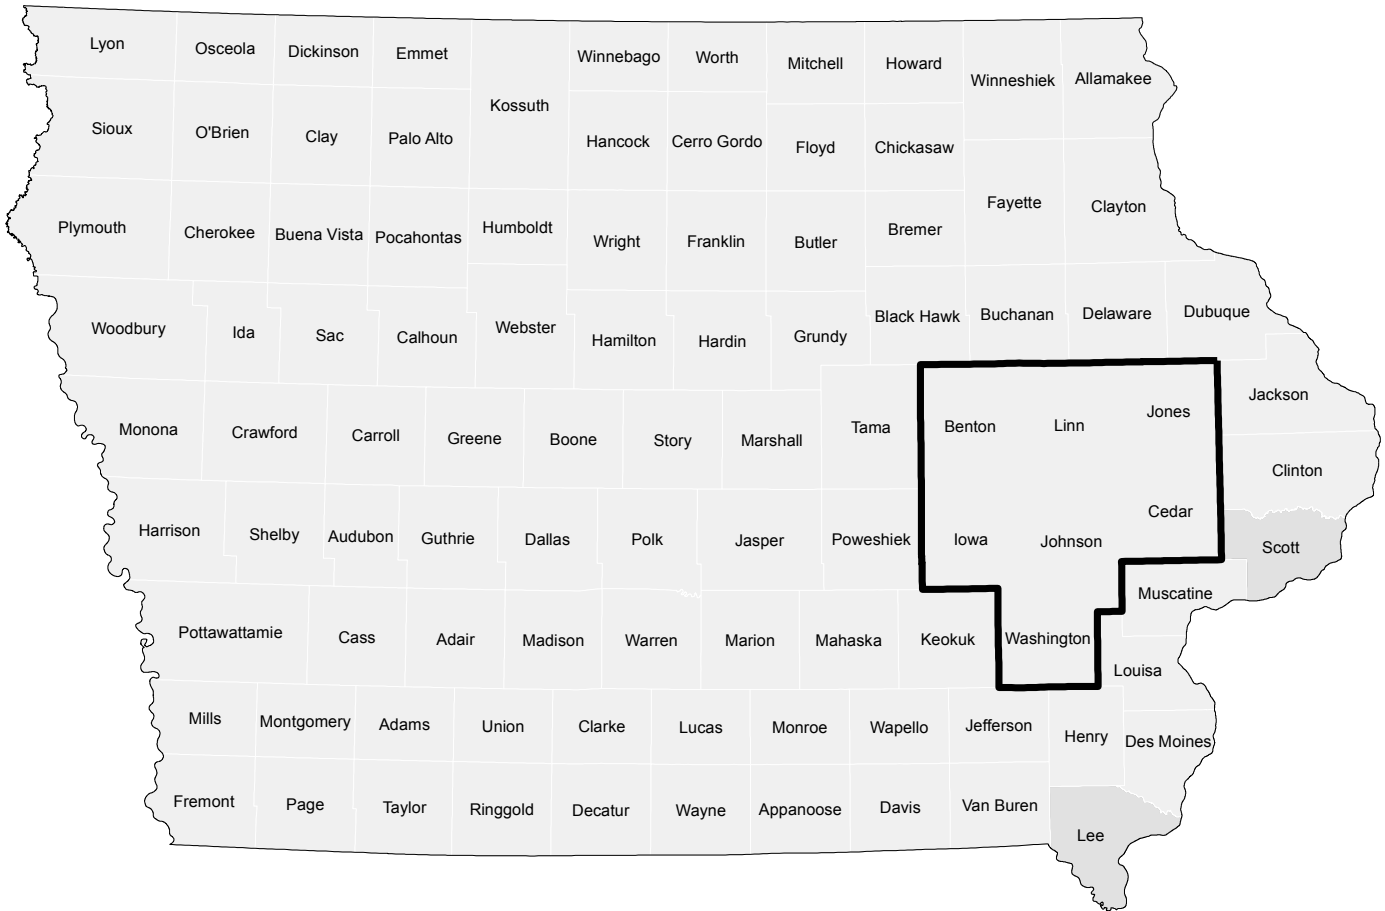 Lyon
Osceola
Dickinson
Emmet
Kossuth
Winnebago
Worth
Mitchell
Howard
Winneshiek
Allamakee
Sioux
O'Brien
Clay
Palo Alto
Hancock
Cerro Gordo
Floyd
Chickasaw
Fayette
Clayton
Plymouth
Cherokee
Buena Vista
Pocahontas
Humboldt
Wright
Franklin
Butler
Bremer
Woodbury
Ida
Sac
Calhoun
Webster
Hamilton
Hardin
Grundy
Black Hawk
Buchanan
Delaware
Dubuque
Monona
Crawford
Carroll
Greene
Boone
Story
Marshall
Tama
Benton
Linn
Jones
Jackson
Clinton
Harrison
Shelby
Audubon
Guthrie
Dallas
Polk
Jasper
Poweshiek
Iowa
Johnson
Cedar
Scott
Muscatine
Pottawattamie
Cass
Adair
Madison
Warren
Marion
Mahaska
Keokuk
Washington
Louisa
Mills
Montgomery
Adams
Union
Clarke
Lucas
Monroe
Wapello
Jefferson
Henry
Des Moines
Fremont
Page
Taylor
Ringgold
Decatur
Wayne
Appanoose
Davis
Van Buren
Lee